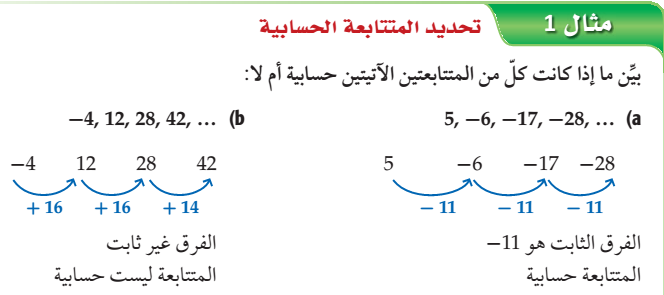 مثال 1 تحديد المتتابعة الحسابية
بيِّن ما إذا كانت كلّ من المتتابعتين الآتيتين حسابية أم لا:
(a 5, −6, −17, −28, …
5 −6 −17 −28
− 11 − 11 − 11
الفرق الثابت هو 11−
المتتابعة حسابية
(b −4, 12, 28, 42, …
−4 12 28 42
+ 16 + 16 + 14
الفرق غير ثابت
المتتابعة ليست حسابية